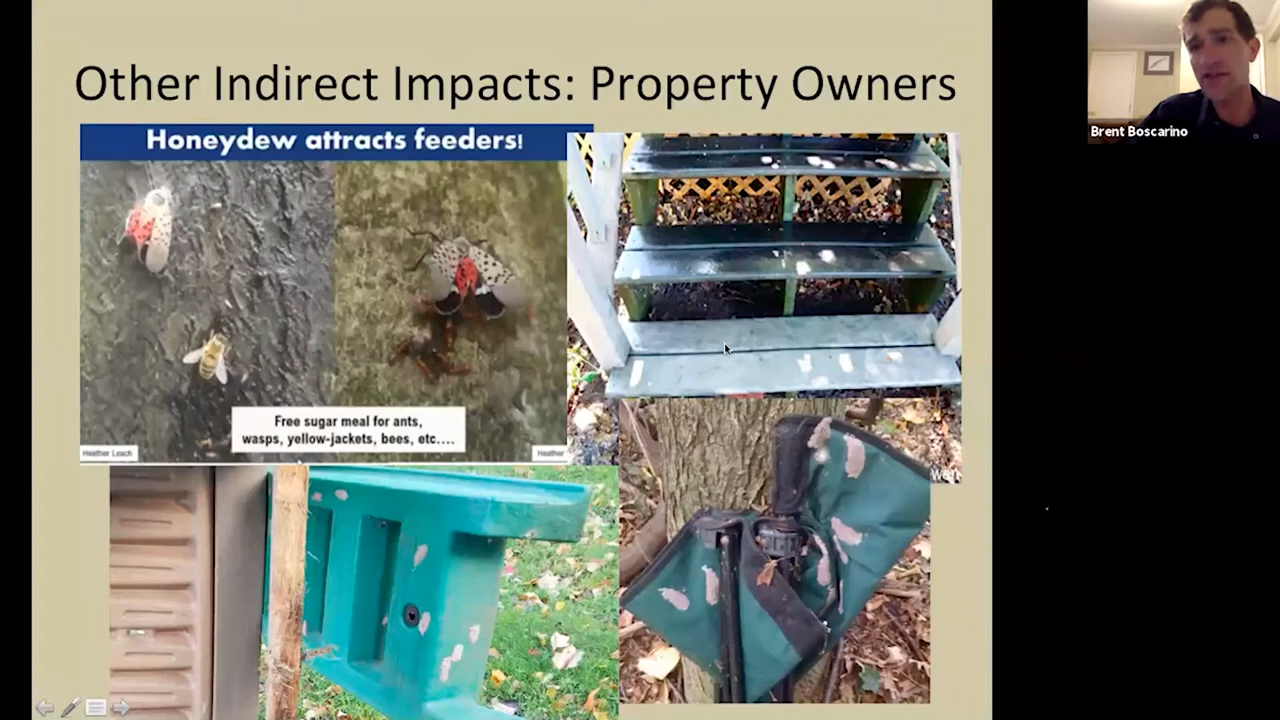 Other Indirect Impacts: Property Owners
Brent Boscarino
Honeydew attracts feeders!
Free sugar meal for ants,
wasps, yellow-jackets, bees, etc....
Heather Leach
Heather